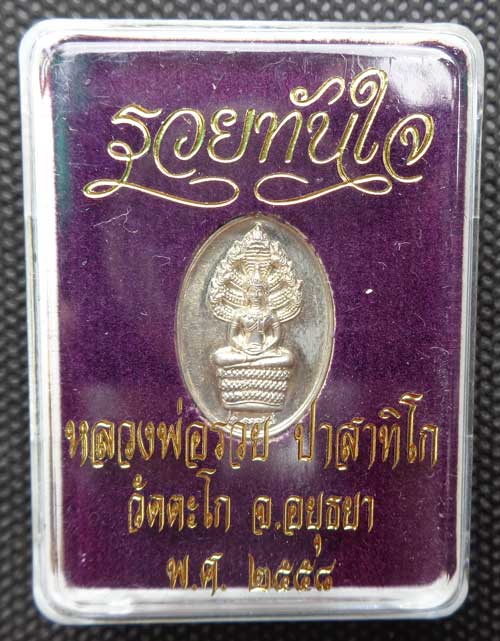 รวยทันใจ
หลวงพ่อรวย ปาสาทิโก
วัดตะโก จ.อยุธยา
พ.ศ. ๒๕๕๘